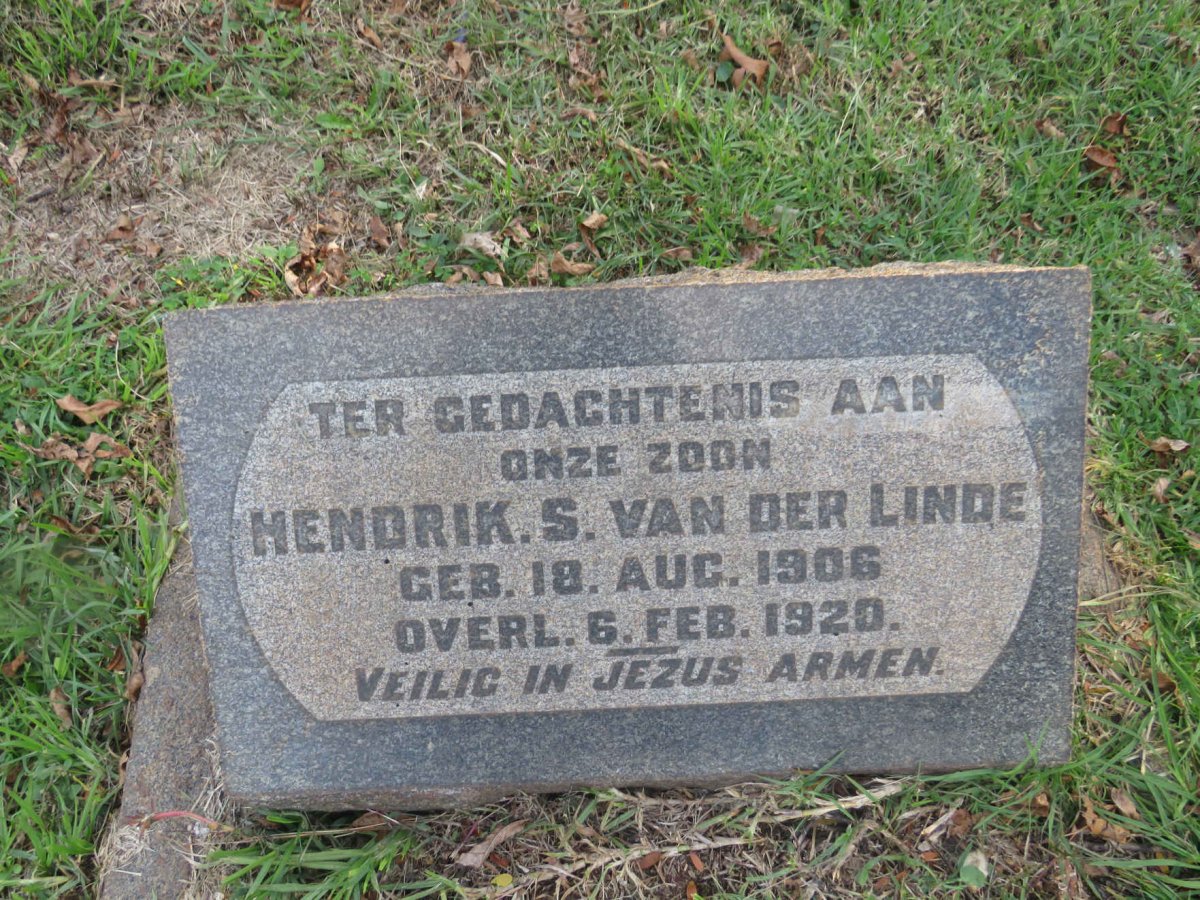 TER GEDACHTENIS AAN
ONZE ZOON
HENDRIK. S. VAN DER LINDE
GEB. 18. AUG. 1906
OVERL. 6. FEB. 1920.
VEILIG IN JEZUS ARMEN.